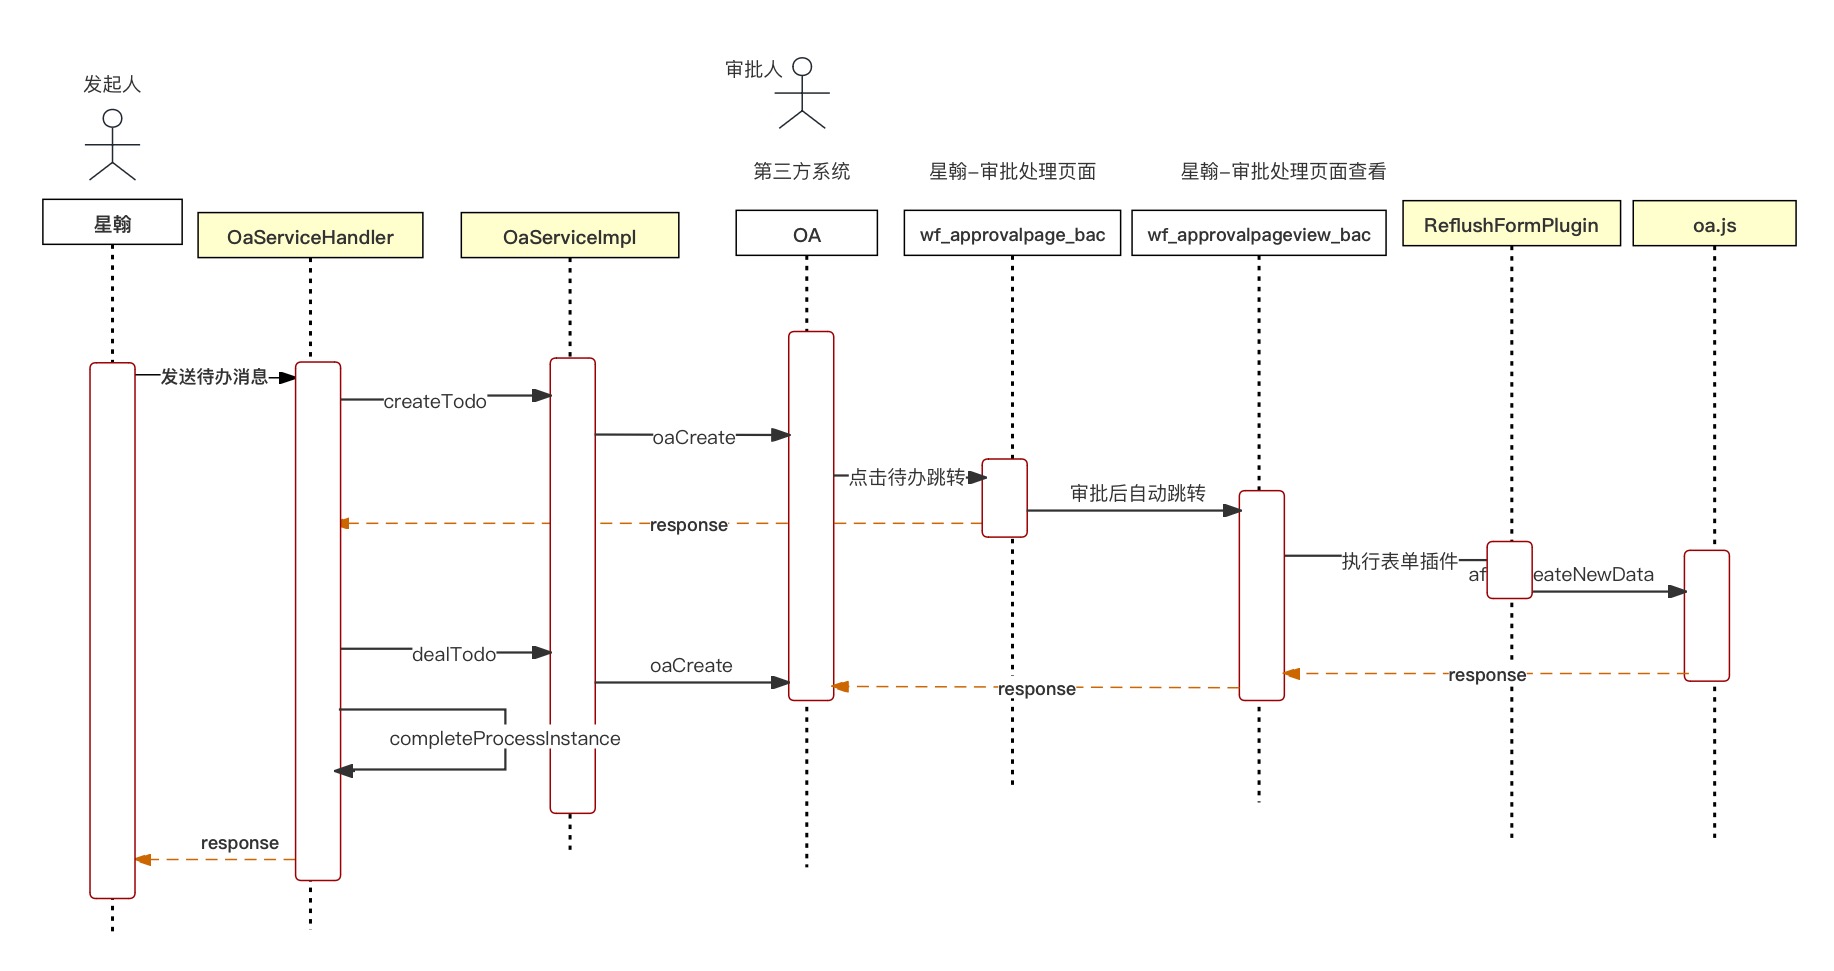 发起人
审批人
第三方系统
星翰-审批处理页面
星翰-审批处理页面查看
星翰
OaServiceHandler
OaServiceImpl
OA
wf_approvalpage_bac
wf_approvalpageview_bac
ReflushFormPlugin
oa.js
发送待办消息
createTodo
oaCreate
点击待办跳转
审批后自动跳转
response
执行表单插件
af
eateNewData
dealTodo
oaCreate
response
response
completeProcessInstance
response